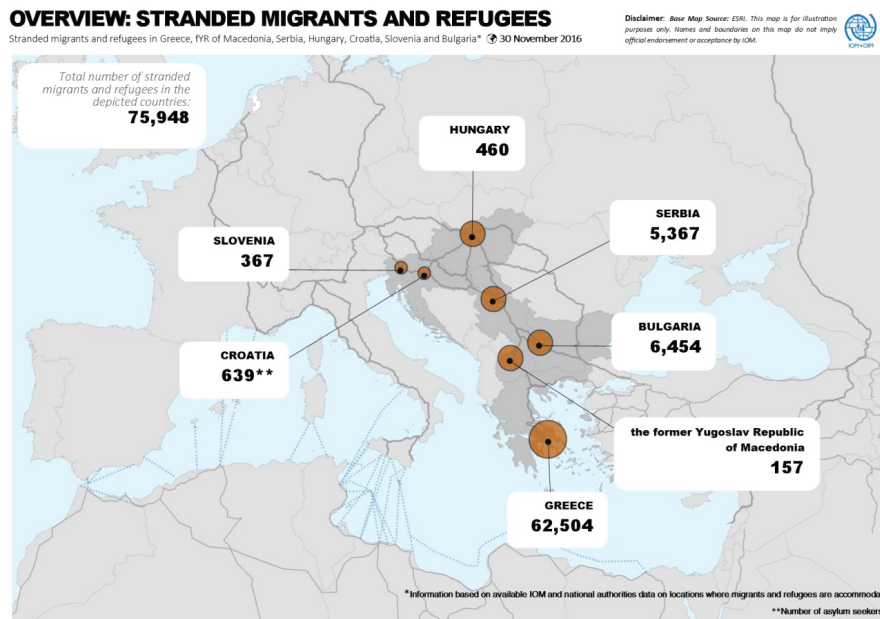 OVERVIEW: STRANDED MIGRANTS AND REFUGEES
Stranded migrants and refugees in Greece, fYR of Macedonia, Serbia, Hungary, Croatia, Slovenia and Bulgaria* 30 November 2016
Disclaimer: Base Map Source: ESRI. This map is for illustration
purposes only. Names and boundaries on this map do not imply
official endorsement or acceptance by IOM.
IOM•OIM
Total number of stranded
migrants and refugees in the
depicted countries:
75,948
HUNGARY
460
SERBIA
5,367
SLOVENIA
367
BULGARIA
6,454
CROATIA
639**
the former Yugoslav Republic
of Macedonia
157
GREECE
62,504
*Information based on available IOM and national authorities data on locations where migrants and refugees are accommoda
**Number of asylum seekers